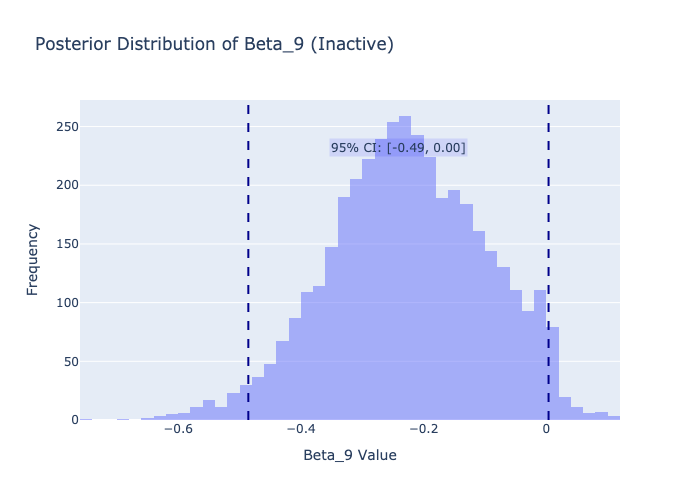 Posterior Distribution of Beta_9 (Inactive)
95% CI: [-0.49, 0.00]
250
200
150
100
50
0
Frequency
−0.6
−0.4
−0.2
0
Beta_9 Value